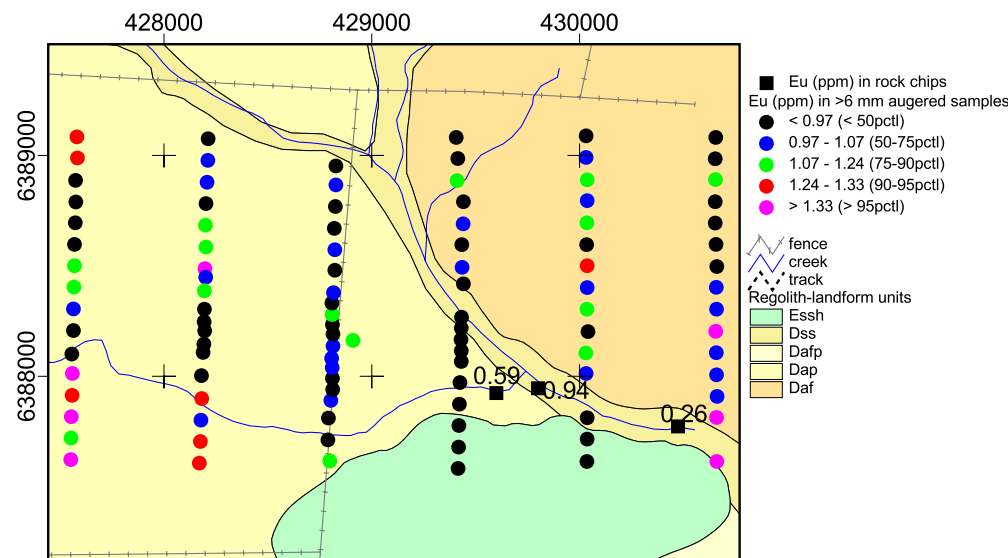 428000 429000 430000
6389000
6388000
0.59
0.94
0.26
Eu (ppm) in rock chips
Eu (ppm) in >6 mm augered samples
< 0.97 (< 50pctl)
0.97 - 1.07 (50-75pctl)
1.07 - 1.24 (75-90pctl)
1.24 - 1.33 (90-95pctl)
> 1.33 (> 95pctl)
fence
creek
track
Regolith-landform units
Essh
Dss
Dafp
Dap
Daf